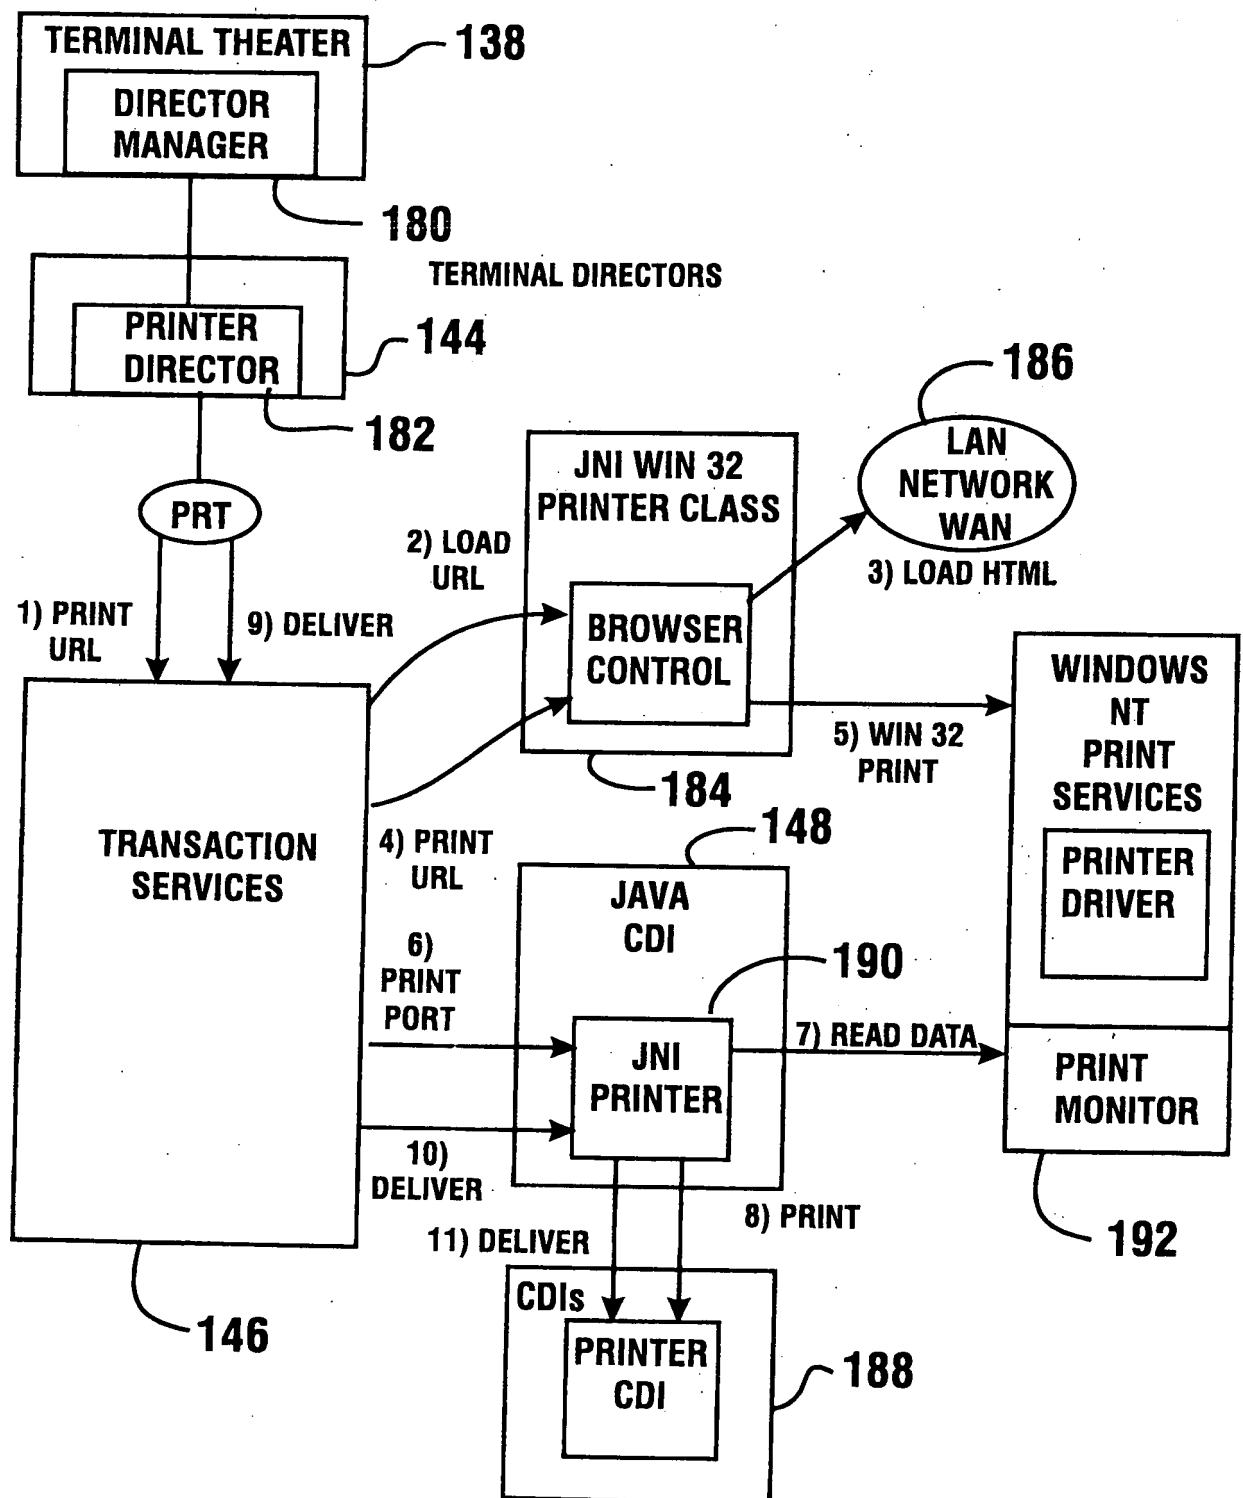 TERMINAL THEATER
138
DIRECTOR
MANAGER
180
TERMINAL DIRECTORS
PRINTER
DIRECTOR
144
182
PRT
1) PRINT
URL
9) DELIVER
2) LOAD
URL
JNI WIN 32
PRINTER CLASS
BROWSER
CONTROL
184
186
LAN
NETWORK
WAN
3) LOAD HTML
4) PRINT
URL
5) WIN 32
PRINT
WINDOWS
NT
PRINT
SERVICES
PRINTER
DRIVER
PRINT
MONITOR
192
TRANSACTION
SERVICES
146
148
JAVA
CDI
190
6)
PRINT
PORT
JNI
PRINTER
7) READ DATA
10)
DELIVER
11) DELIVER
8) PRINT
CDIs
PRINTER
CDI
188